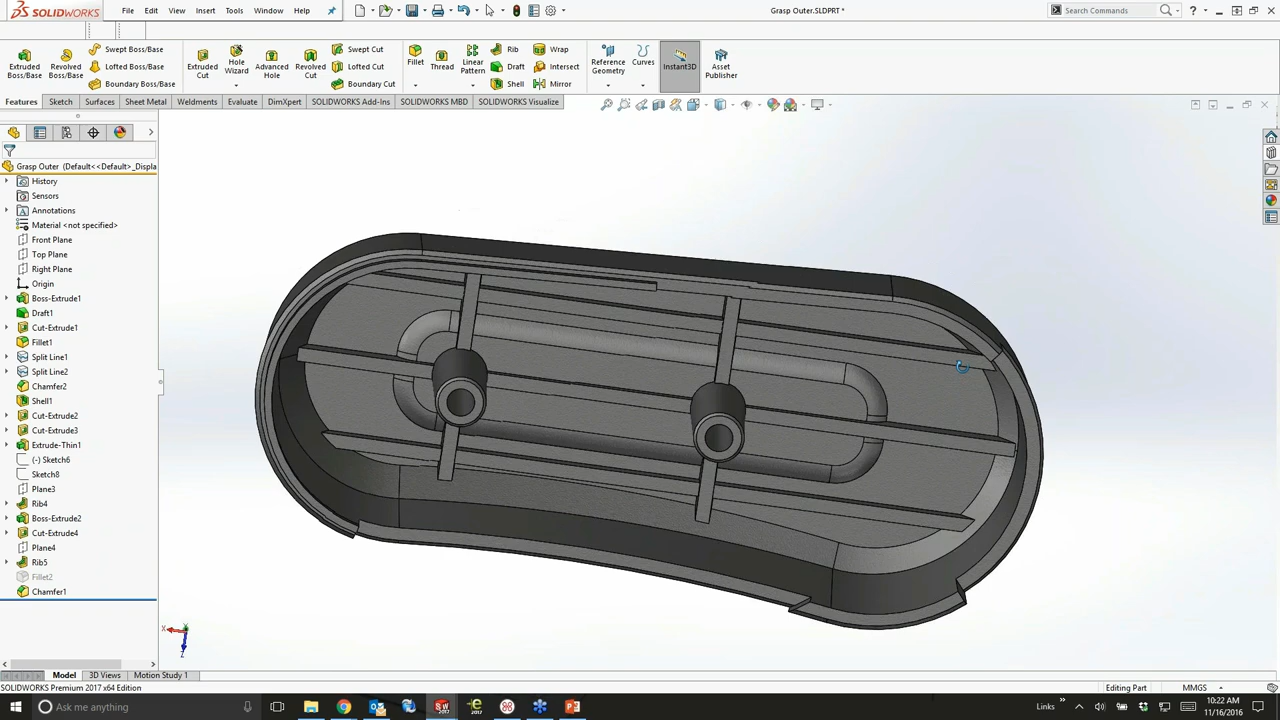 SOLIDWORKS
File
Edit
View
Insert
Tools
Window
Help
Grasp Outer.SLDPRT *
Search Commands
Extruded Boss/Base
Revolved Boss/Base
Swept Boss/Base
Lofted Boss/Base
Boundary Boss/Base
Extruded Cut
Hole Wizard
Advanced Hole
Revolved Cut
Swept Cut
Lofted Cut
Boundary Cut
Fillet
Thread
Linear Pattern
Rib
Draft
Shell
Wrap
Intersect
Mirror
Reference Geometry
Curves
Instant3D
Asset Publisher
Features
Sketch
Surfaces
Sheet Metal
Weldments
Evaluate
DimXpert
SOLIDWORKS Add-Ins
SOLIDWORKS MBD
SOLIDWORKS Visualize
Grasp Outer (Default<<Default>_Displa
History
Sensors
Annotations
Material <not specified>
Front Plane
Top Plane
Right Plane
Origin
Boss-Extrude1
Draft1
Cut-Extrude1
Fillet1
Split Line1
Split Line2
Chamfer2
Shell1
Cut-Extrude2
Cut-Extrude3
Extrude-Thin1
(-) Sketch6
Sketch8
Plane3
Rib4
Boss-Extrude2
Cut-Extrude4
Plane4
Rib5
Fillet2
Chamfer1
X
Z
Model
3D Views
Motion Study 1
SOLIDWORKS Premium 2017 x64 Edition
Editing Part
MMGS
Ask me anything
Links
10:22 AM
11/16/2016